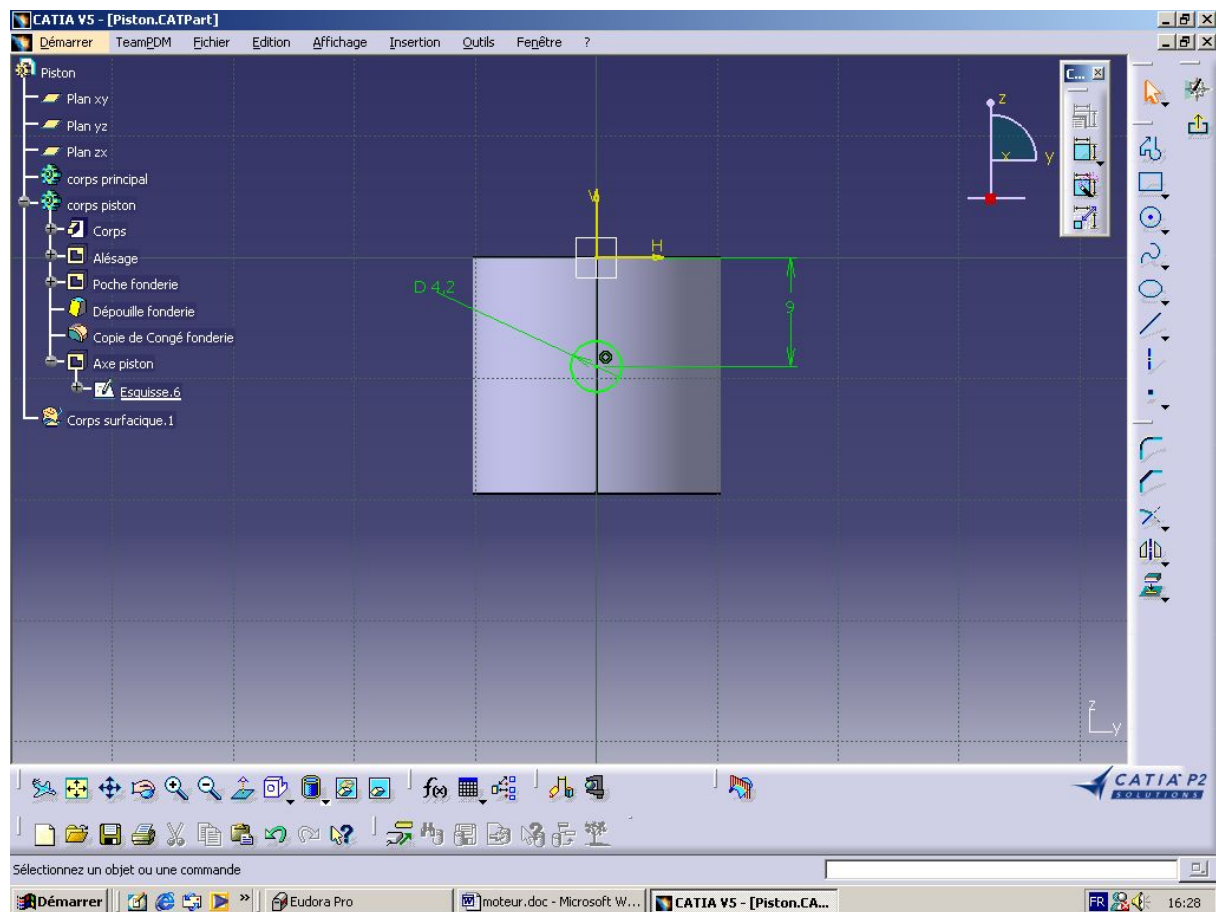 CATIA V5 - [Piston.CATPart]
Démarrer TeamPDM Fichier Edition Affichage Insertion Outils Fenêtre ?
Piston
Plan xy
Plan yz
Plan zx
corps principal
corps piston
Corps
Alésage
Poche fonderie
Dépouille fonderie
Copie de Congé fonderie
Axe piston
Esquisse.6
Corps surfacique.1
C...
z
x y
V
H
D 4,2
9
z
y
f(x)
CATIA P2
SOLUTIONS
Sélectionnez un objet ou une commande
Démarrer » Eudora Pro moteur.doc - Microsoft W... CATIA V5 - [Piston.CA... FR 16:28